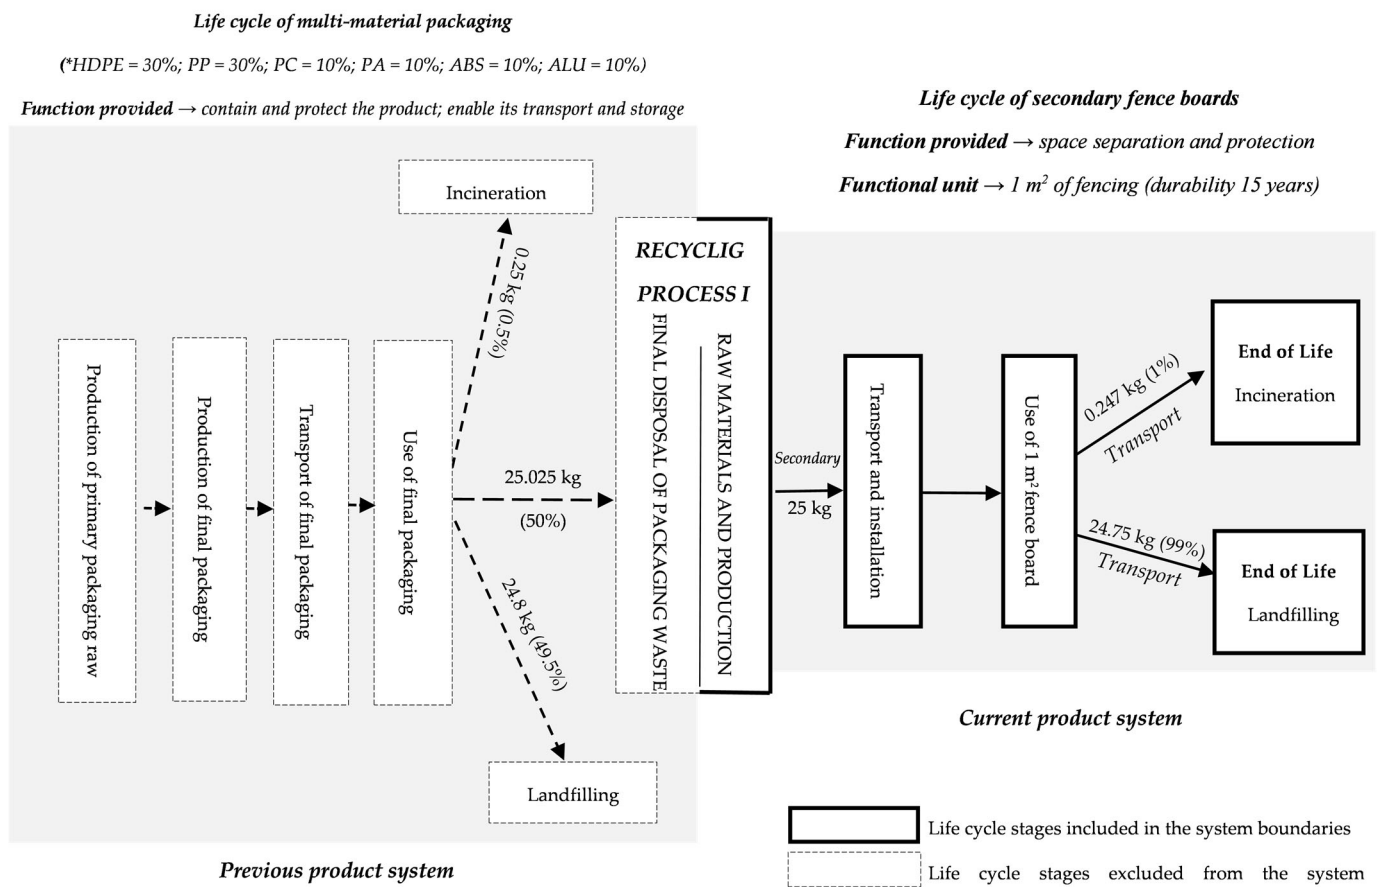 Life cycle of multi-material packaging
(*HDPE = 30%; PP = 30%; PC = 10%; PA = 10%; ABS = 10%; ALU = 10%)
Function provided → contain and protect the product; enable its transport and storage
Life cycle of secondary fence boards
Function provided → space separation and protection
Functional unit → 1 m² of fencing (durability 15 years)
Production of primary packaging raw
Production of final packaging
Transport of final packaging
Use of final packaging
Incineration
0.25 kg (0.5%)
25.025 kg
(50%)
24.8 kg (49.5%)
Landfilling
RECYCLIG
PROCESS I
FINAL DISPOSAL OF PACKAGING WASTE
RAW MATERIALS AND PRODUCTION
Secondary
25 kg
Transport and installation
Use of 1 m² fence board
0.247 kg (1%)
Transport
End of Life
Incineration
24.75 kg (99%)
Transport
End of Life
Landfilling
Previous product system
Current product system
Life cycle stages included in the system boundaries
Life cycle stages excluded from the system